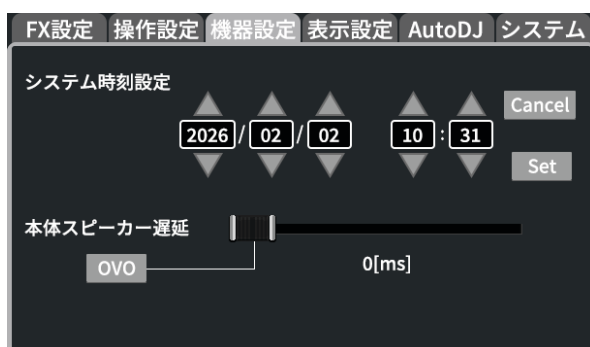 FX設定 操作設定 機器設定 表示設定 AutoDJ システム
システム時刻設定
Cancel
2026 / 02 / 02 10 : 31
Set
本体スピーカー遅延
OVO 0[ms]